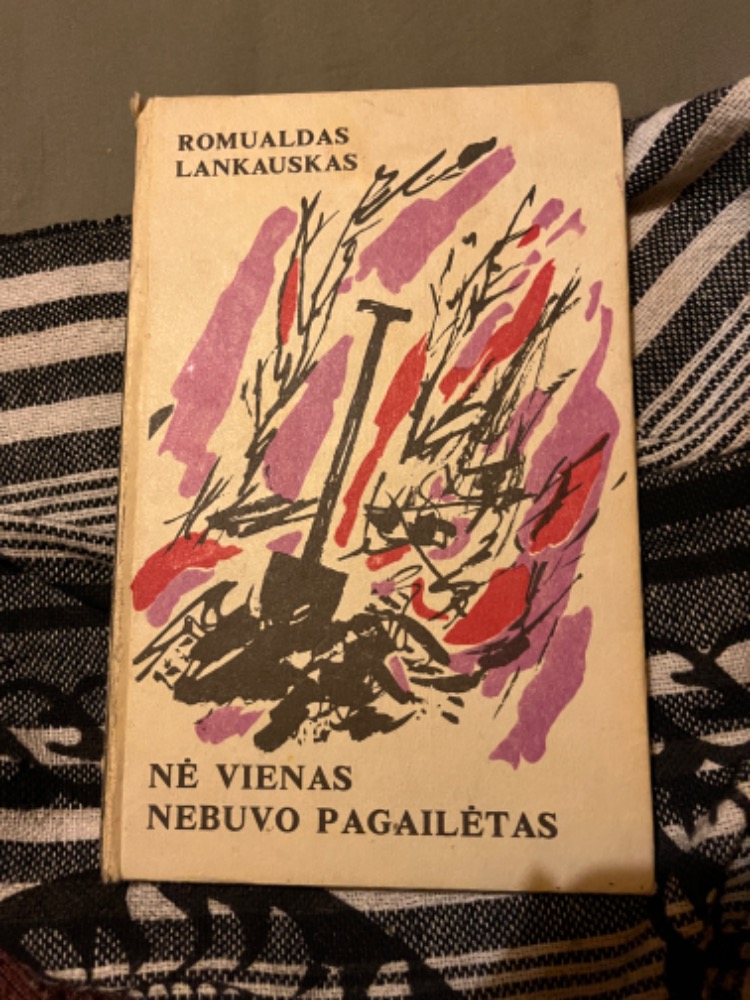 ROMUALDAS
LANKAUSKAS
NĖ VIENAS
NEBUVO PAGAILĖTAS